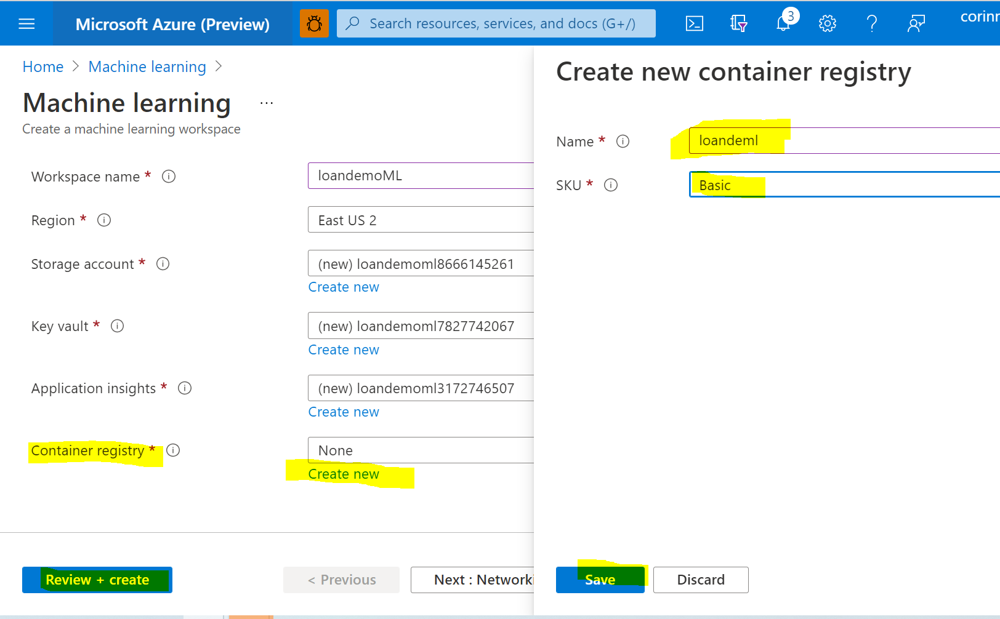 Microsoft Azure (Preview)
Search resources, services, and docs (G+/)
3
corinn
Home > Machine learning >
Machine learning ...
Create a machine learning workspace
Workspace name *
loandemoML
Region *
East US 2
Storage account *
(new) loandemoml8666145261
Create new
Key vault *
(new) loandemoml7827742067
Create new
Application insights *
(new) loandemoml3172746507
Create new
Container registry *
None
Create new
Review + create
< Previous
Next : Networki
Create new container registry
Name *
loandeml
SKU *
Basic
Save
Discard